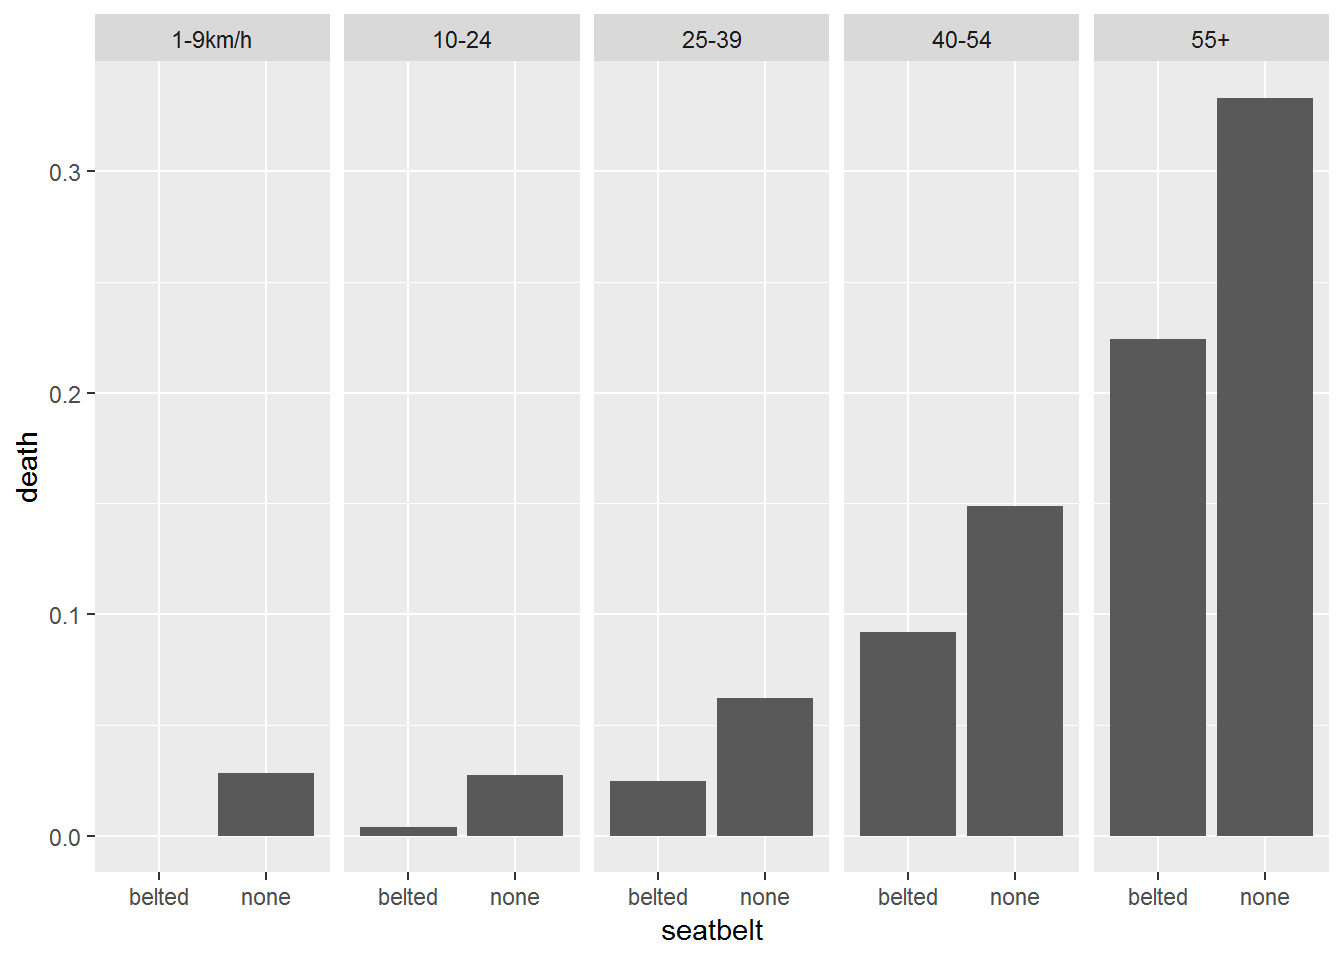 1-9km/h 10-24 25-39 40-54 55+
0.3
0.2
0.1
0.0
death
belted none belted none belted none belted none belted none
seatbelt